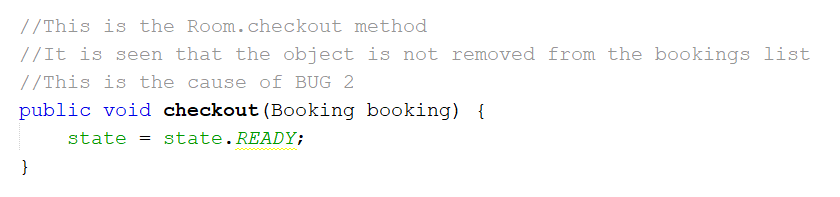 //This is the Room.checkout method
//It is seen that the object is not removed from the bookings list
//This is the cause of BUG 2
public void checkout(Booking booking) {
    state = state.READY;
}